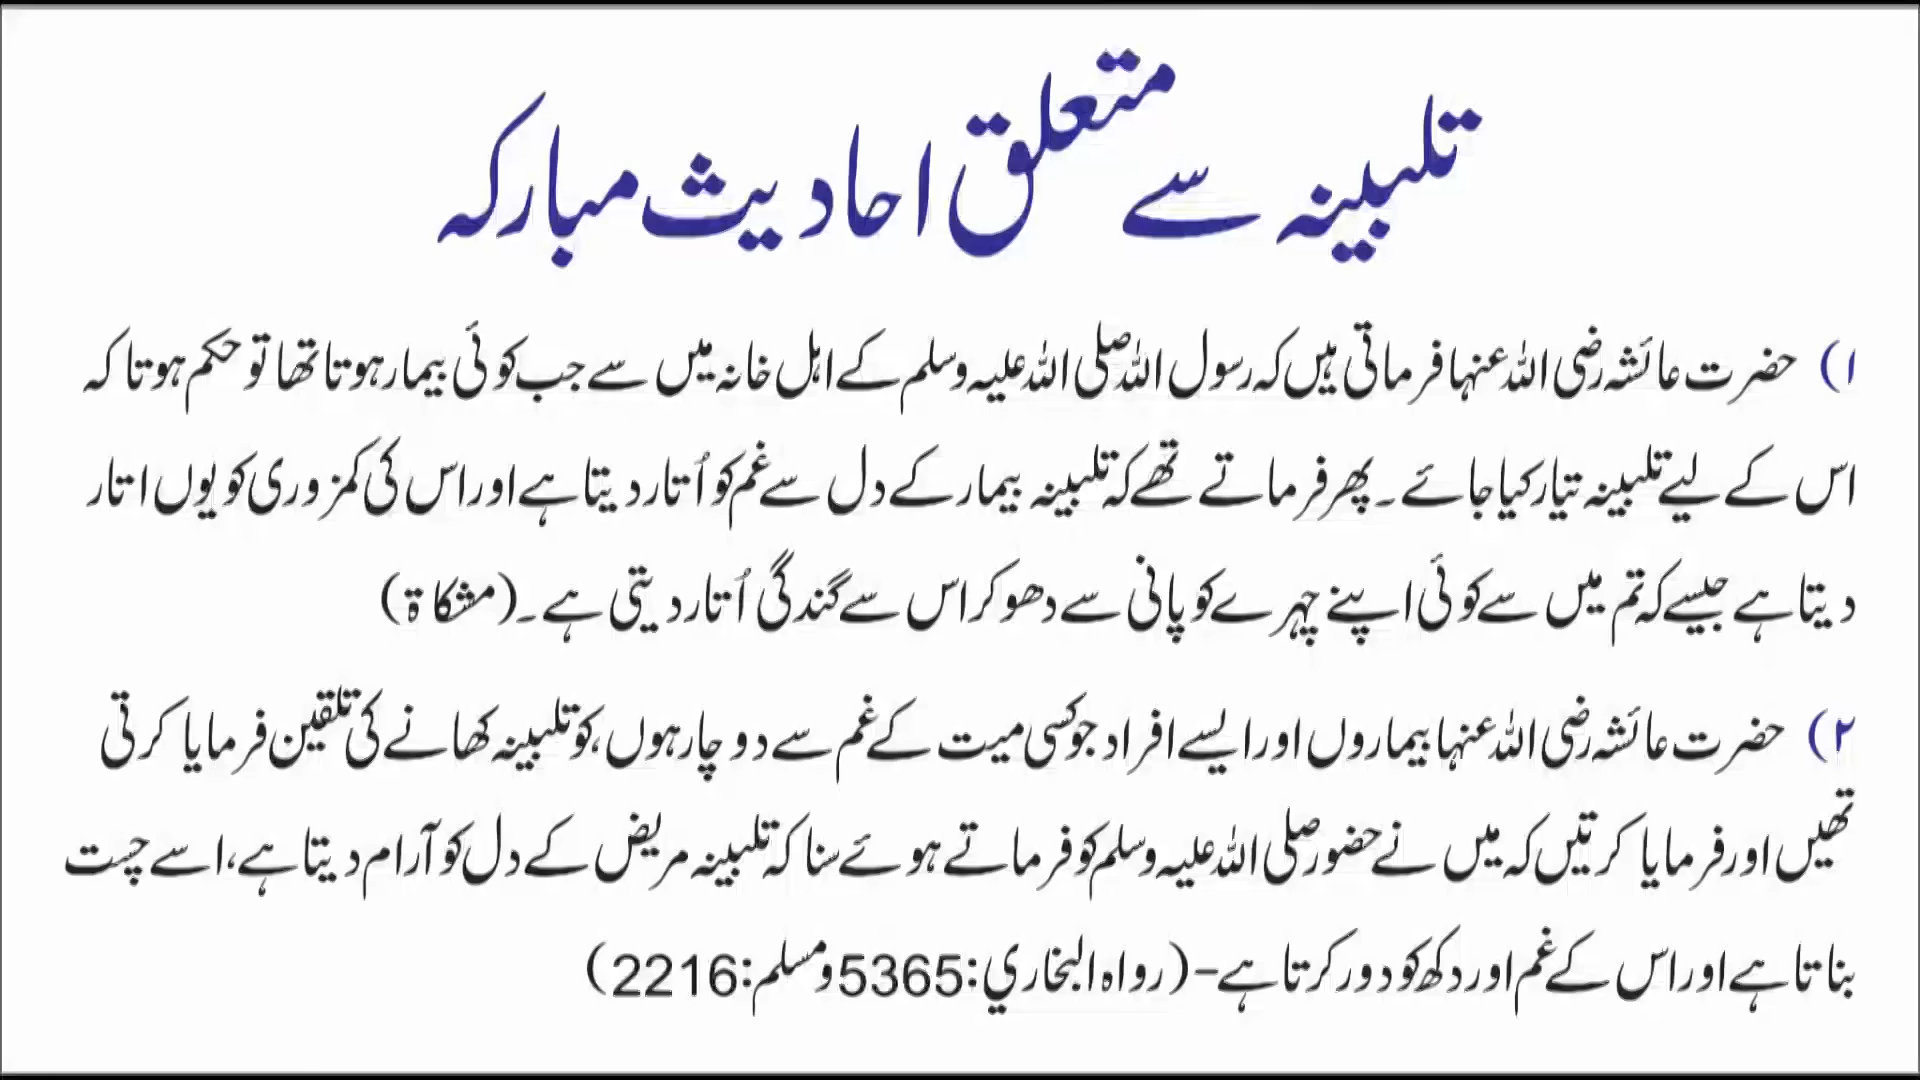 تلبینہ سے متعلق احادیث مبارکہ
۱) حضرت عائشہ رضی اللہ عنہا فرماتی ہیں کہ رسول اللہ صلی اللہ علیہ وسلم کے اہل خانہ میں سے جب کوئی بیمار ہوتا تھا تو حکم ہوتا کہ
اس کے لیے تلبینہ تیار کیا جائے۔ پھر فرماتے تھے کہ تلبینہ بیمار کے دل سے غم کو اُتار دیتا ہے اور اس کی کمزوری کو یوں اتار
دیتا ہے جیسے کہ تم میں سے کوئی اپنے چہرے کو پانی سے دھو کر اس سے گندگی اُتار دیتی ہے۔ (مشکاۃ)
۲) حضرت عائشہ رضی اللہ عنہا بیماروں اور ایسے افراد جو کسی میت کے غم سے دوچار ہوں، کو تلبینہ کھانے کی تلقین فرمایا کرتی
تھیں اور فرمایا کرتیں کہ میں نے حضور صلی اللہ علیہ وسلم کو فرماتے ہوئے سنا کہ تلبینہ مریض کے دل کو آرام دیتا ہے، اسے چست
بناتا ہے اور اس کے غم اور دکھ کو دور کرتا ہے- (رواہ البخاري:5365 و مسلم:2216)